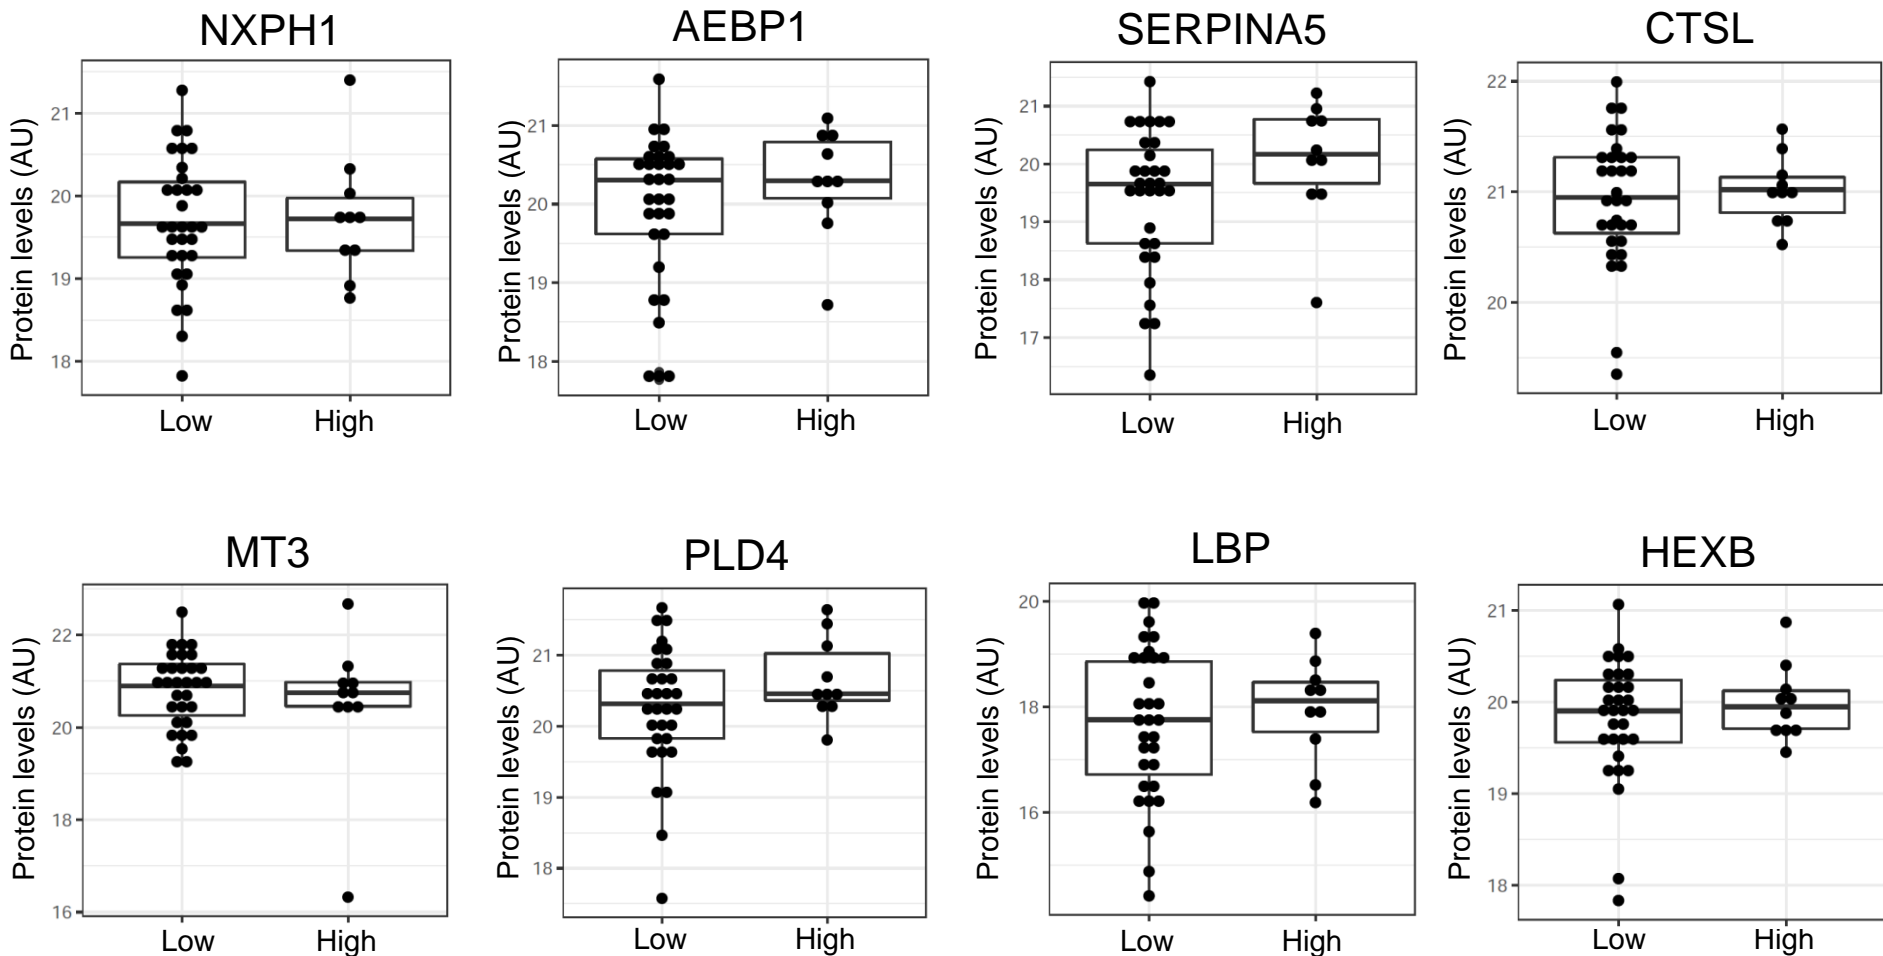 NXPH1
AEBP1
SERPINA5
CTSL
Protein levels (AU)
21
20
19
18
Low
High
Protein levels (AU)
21
20
19
18
Low
High
Protein levels (AU)
21
20
19
18
17
Low
High
Protein levels (AU)
22
21
20
Low
High
MT3
PLD4
LBP
HEXB
Protein levels (AU)
22
20
18
16
Low
High
Protein levels (AU)
21
20
19
18
Low
High
Protein levels (AU)
20
18
16
Low
High
Protein levels (AU)
21
20
19
18
Low
High